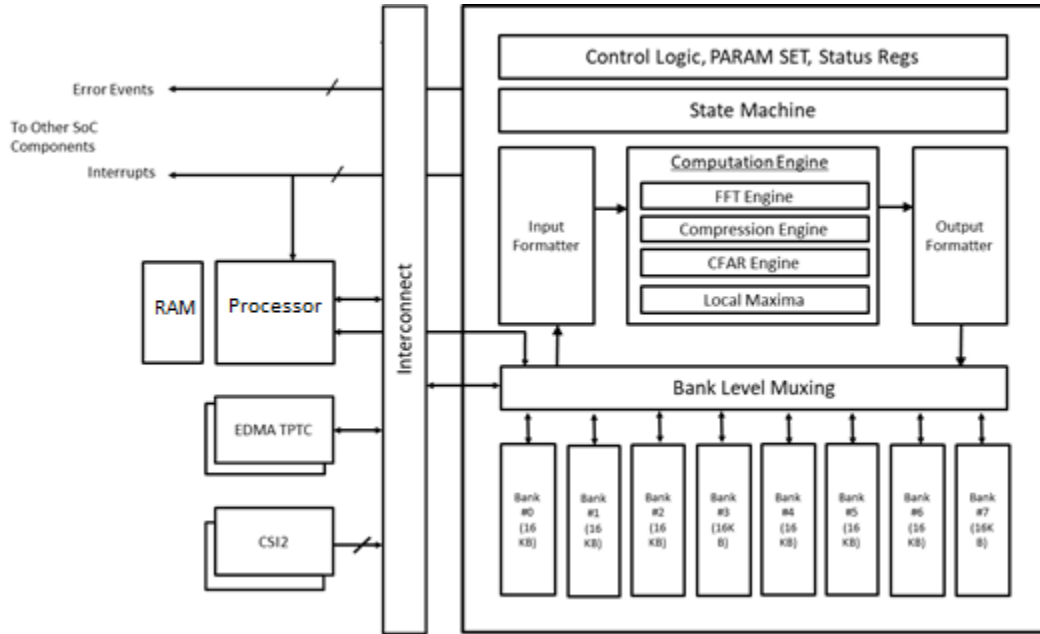 Control Logic, PARAM SET, Status Regs
Error Events
State Machine
To Other SoC
Components
Interrupts
Computation Engine
FFT Engine
Input
Formatter
Compression Engine
Output
Formatter
CFAR Engine
Local Maxima
RAM
Processor
Interconnect
Bank Level Muxing
EDMA TPTC
CSI2
Bank
#0
(16
KB)
Bank
#1
(16
KB)
Bank
#2
(16
KB)
Bank
#3
(16K
B)
Bank
#4
(16
KB)
Bank
#5
(16
KB)
Bank
#6
(16
KB)
Bank
#7
(16K
B)